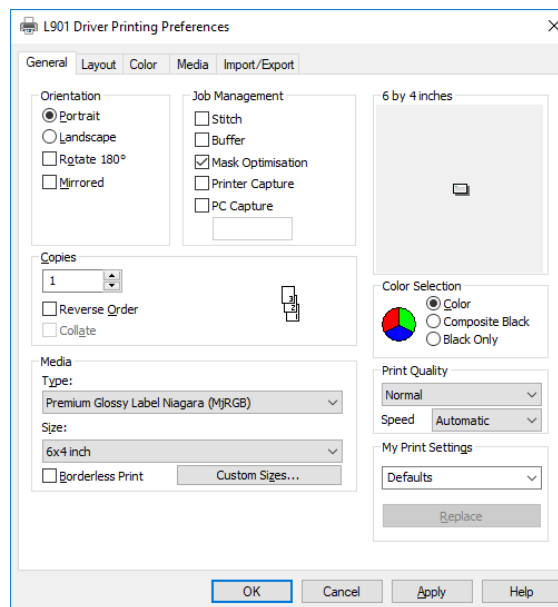 L901 Driver Printing Preferences
General Layout Color Media Import/Export
Orientation
Portrait
Landscape
Rotate 180°
Mirrored
Job Management
Stitch
Buffer
Mask Optimisation
Printer Capture
PC Capture
6 by 4 inches
Copies
1
Reverse Order
Collate
3
2
1
Color Selection
Color
Composite Black
Black Only
Media
Type:
Premium Glossy Label Niagara (MjRGB)
Size:
6x4 inch
Borderless Print
Custom Sizes...
Print Quality
Normal
Speed Automatic
My Print Settings
Defaults
Replace
OK Cancel Apply Help